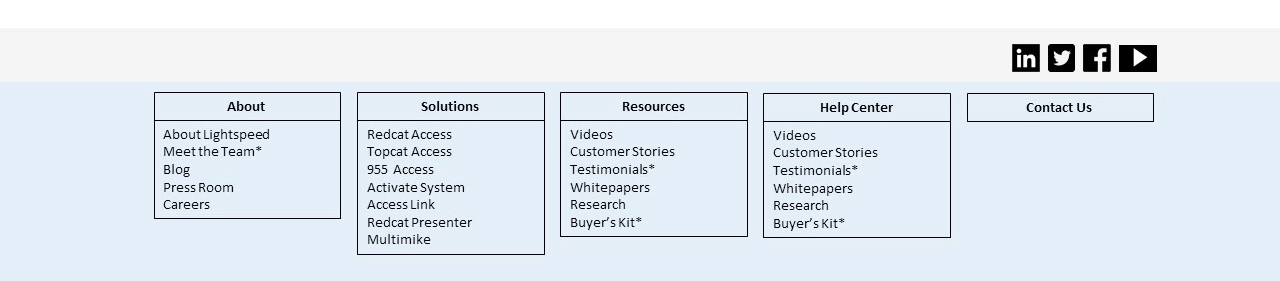 in
About
About Lightspeed
Meet the Team*
Blog
Press Room
Careers
Solutions
Redcat Access
Topcat Access
955 Access
Activate System
Access Link
Redcat Presenter
Multimike
Resources
Videos
Customer Stories
Testimonials*
Whitepapers
Research
Buyer’s Kit*
Help Center
Videos
Customer Stories
Testimonials*
Whitepapers
Research
Buyer’s Kit*
Contact Us